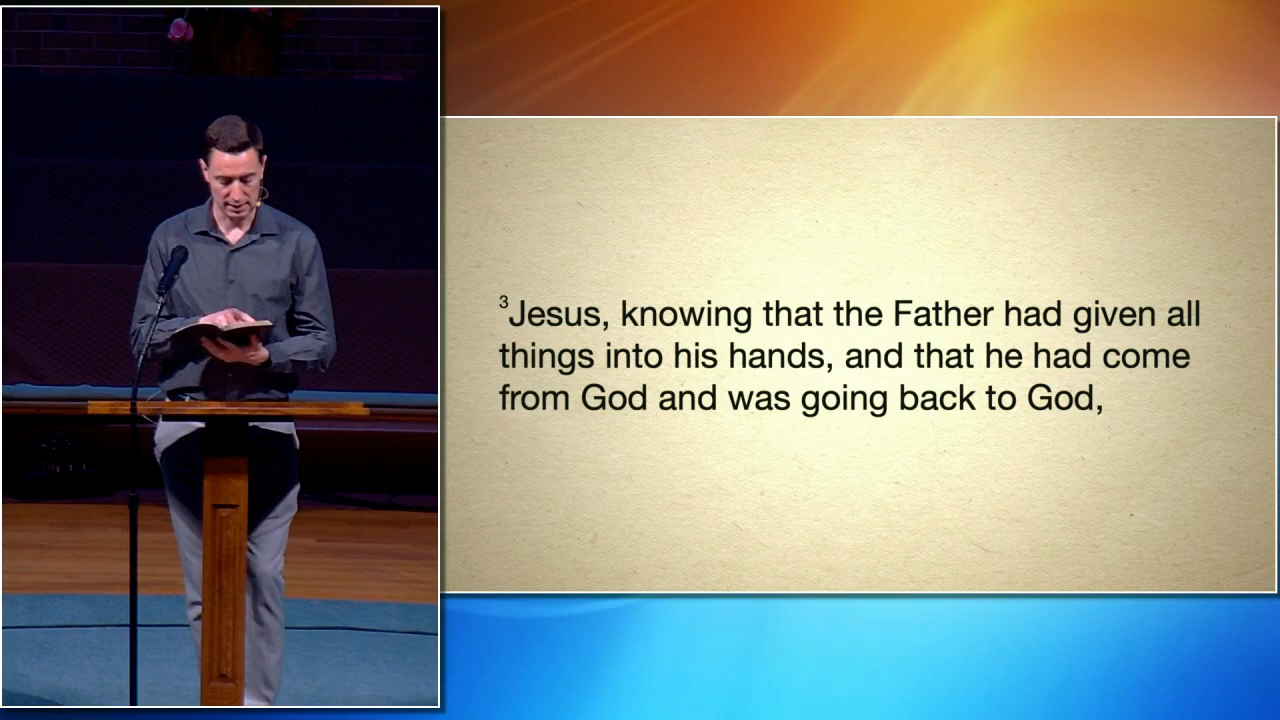 ³Jesus, knowing that the Father had given all
things into his hands, and that he had come
from God and was going back to God,